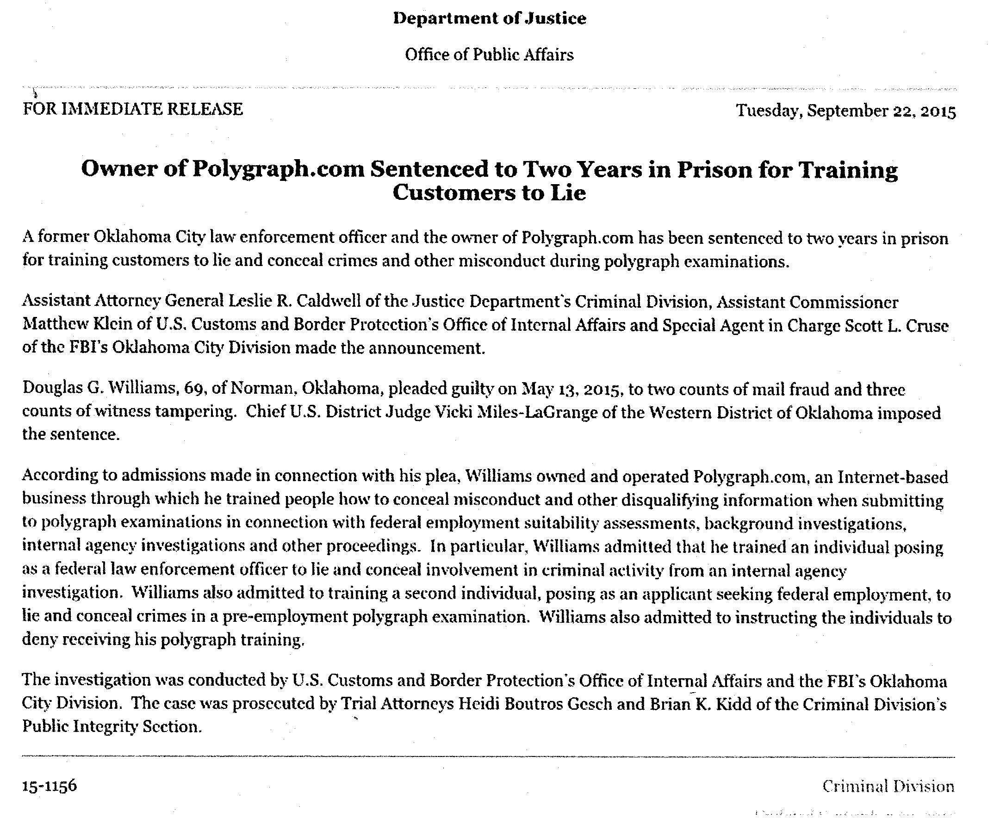 Department of Justice
Office of Public Affairs
FOR IMMEDIATE RELEASE
Tuesday, September 22, 2015
Owner of Polygraph.com Sentenced to Two Years in Prison for Training
Customers to Lie
A former Oklahoma City law enforcement officer and the owner of Polygraph.com has been sentenced to two years in prison
for training customers to lie and conceal crimes and other misconduct during polygraph examinations.
Assistant Attorney General Leslie R. Caldwell of the Justice Department's Criminal Division, Assistant Commissioner
Matthew Klein of U.S. Customs and Border Protection's Office of Internal Affairs and Special Agent in Charge Scott L. Cruse
of the FBI's Oklahoma City Division made the announcement.
Douglas G. Williams, 69, of Norman, Oklahoma, pleaded guilty on May 13, 2015, to two counts of mail fraud and three
counts of witness tampering. Chief U.S. District Judge Vicki Miles-LaGrange of the Western District of Oklahoma imposed
the sentence.
According to admissions made in connection with his plea, Williams owned and operated Polygraph.com, an Internet-based
business through which he trained people how to conceal misconduct and other disqualifying information when submitting
to polygraph examinations in connection with federal employment suitability assessments, background investigations,
internal agency investigations and other proceedings. In particular, Williams admitted that he trained an individual posing
as a federal law enforcement officer to lie and conceal involvement in criminal activity from an internal agency
investigation. Williams also admitted to training a second individual, posing as an applicant seeking federal employment, to
lie and conceal crimes in a pre-employment polygraph examination. Williams also admitted to instructing the individuals to
deny receiving his polygraph training.
The investigation was conducted by U.S. Customs and Border Protection's Office of Internal Affairs and the FBI's Oklahoma
City Division. The case was prosecuted by Trial Attorneys Heidi Boutros Gesch and Brian K. Kidd of the Criminal Division's
Public Integrity Section.
15-1156
Criminal Division